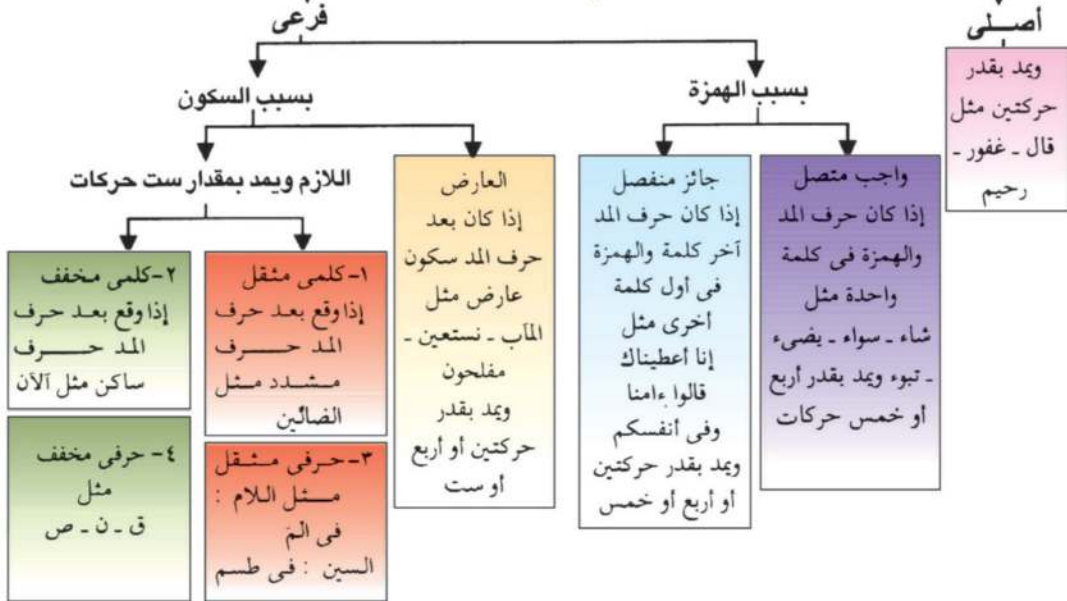 أصلى
ويمد بقدر
حركتين مثل
قال ـ غفور ـ
رحيم
فرعى
بسبب الهمزة
واجب متصل
إذا كان حرف المد
والهمزة فى كلمة
واحدة مثل
شاء ـ سواء ـ يضىء
ـ تبوء ويمد بقدر أربع
أو خمس حركات
جائز منفصل
إذا كان حرف المد
آخر كلمة والهمزة
فى أول كلمة
أخرى مثل
إنا أعطيناك
قالوا ءامنا
وفى أنفسكم
ويمد بقدر حركتين
أو أربع أو خمس
بسبب السكون
العارض
إذا كان بعد
حرف المد سكون
عارض مثل
المآب ـ نستعين ـ
مفلحون
ويمد بقدر
حركتين أو أربع
أو ست
اللازم ويمد بمقدار ست حركات
١- كلمى مثقل
إذا وقع بعد حرف
المد حرف
مشدد مثل
الضالّين
٢- كلمى مخفف
إذا وقع بعد حرف
المد حرف
ساكن مثل آلآن
٣- حرفى مثقل
مثل اللام :
فى المۤ
السين : فى طسم
٤- حرفى مخفف
مثل
ق ـ ن ـ ص